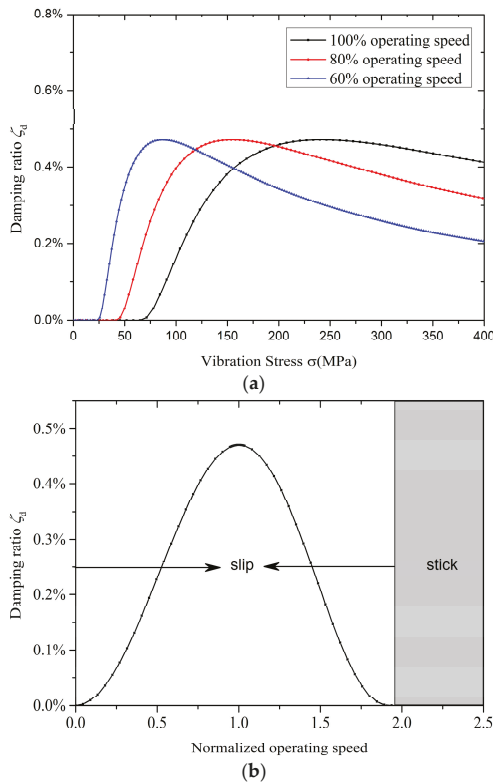 0.8%
0.6%
0.4%
0.2%
0.0%
Damping ratio ζd
100% operating speed
80% operating speed
60% operating speed
0 50 100 150 200 250 300 350 400
Vibration Stress σ(MPa)
(a)
0.5%
0.4%
0.3%
0.2%
0.1%
0.0%
Damping ratio ζd
slip
stick
0.0 0.5 1.0 1.5 2.0 2.5
Normalized operating speed
(b)